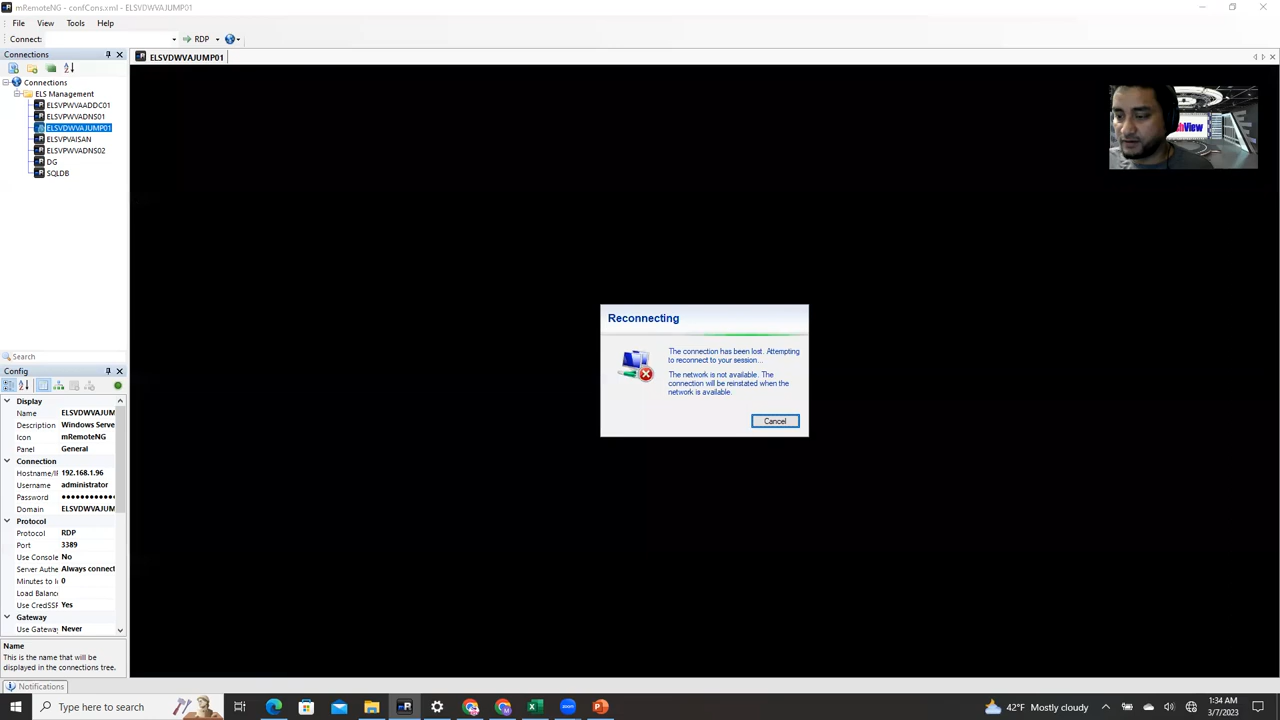 mRemoteNG - confCons.xml - ELSVDWVAJUMP01
File View Tools Help
Connect: RDP
Connections
ELSVDWVAJUMP01
Connections
ELS Management
ELSVPWVAADDC01
ELSVPWVADNS01
ELSVDWVAJUMP01
ELSVPVAISAN
ELSVPWVADNS02
DG
SQLDB
View
Reconnecting
The connection has been lost. Attempting
to reconnect to your session...
The network is not available. The
connection will be reinstated when the
network is available.
Cancel
Search
Config
Display
Name ELSVDWVAJUM
Description Windows Serve
Icon mRemoteNG
Panel General
Connection
Hostname/IP 192.168.1.96
Username administrator
Password ●●●●●●●●●●●●
Domain ELSVDWVAJUM
Protocol
Protocol RDP
Port 3389
Use Console No
Server Authe Always connect
Minutes to I 0
Load Balanc
Use CredSSP Yes
Gateway
Use Gateway Never
Name
This is the name that will be
displayed in the connections tree.
Notifications
Type here to search
42°F Mostly cloudy
1:34 AM
3/7/2023